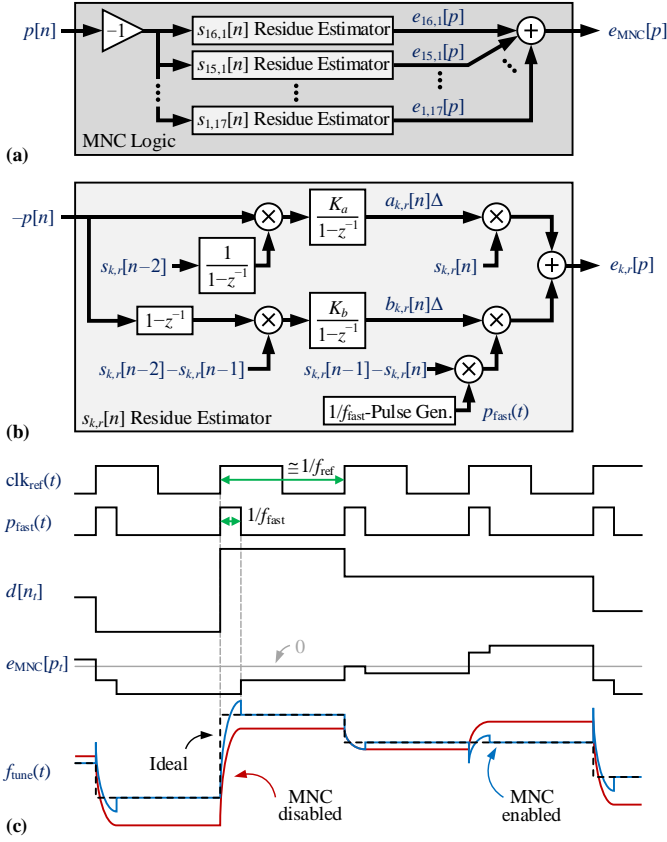 p[n]
−1
s16,1[n] Residue Estimator
e16,1[p]
s15,1[n] Residue Estimator
e15,1[p]
s1,17[n] Residue Estimator
e1,17[p]
+
eMNC[p]
MNC Logic
(a)
−p[n]
sk,r[n−2]
1
1−z−1
×
Ka
1−z−1
ak,r[n]Δ
×
sk,r[n]
1−z−1
×
sk,r[n−2]−sk,r[n−1]
Kb
1−z−1
bk,r[n]Δ
×
sk,r[n−1]−sk,r[n]
×
+
ek,r[p]
1/ffast-Pulse Gen.
pfast(t)
sk,r[n] Residue Estimator
(b)
clkref(t)
≅1/fref
pfast(t)
1/ffast
d[nt]
eMNC[pt]
0
ftune(t)
Ideal
MNC
disabled
MNC
enabled
(c)